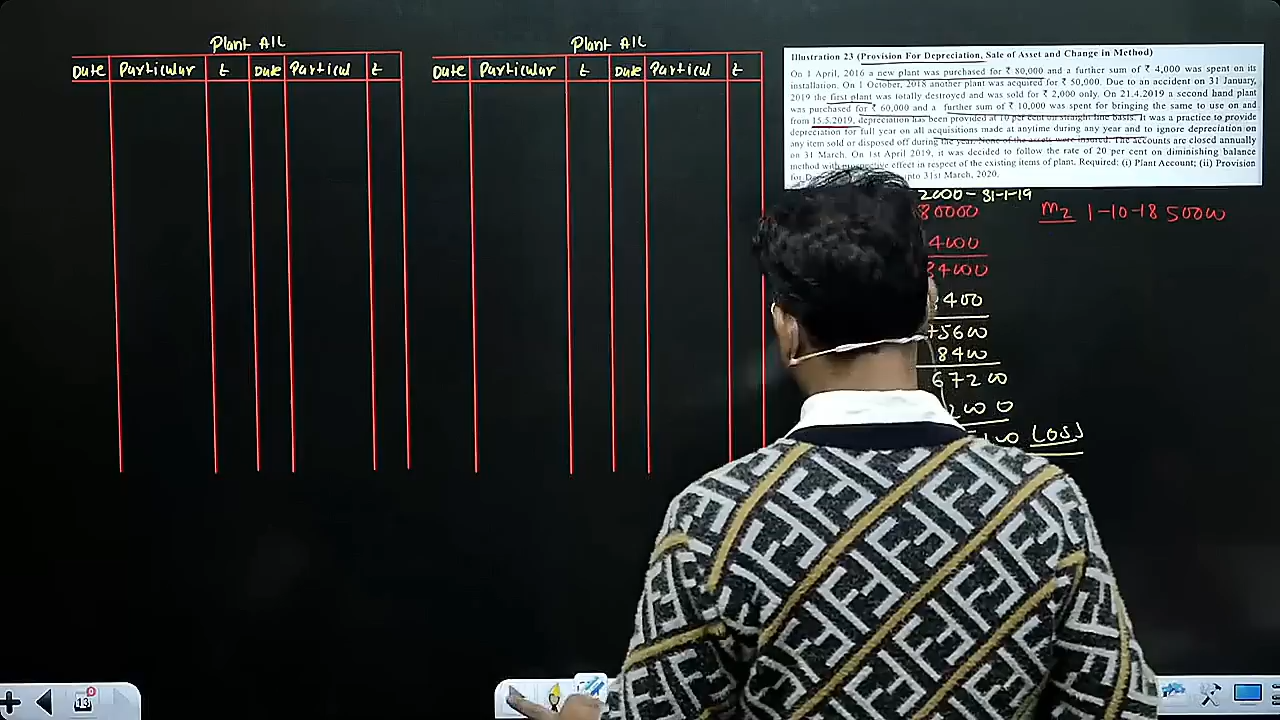 Plant A/C
Date Particular ₹ Date Particul ₹
Plant A/C
Date Particular ₹ Date Particul ₹
Illustration 23 (Provision For Depreciation, Sale of Asset and Change in Method)
On 1 April, 2016 a new plant was purchased for ₹ 80,000 and a further sum of ₹ 4,000 was spent on its
installation. On 1 October, 2018 another plant was acquired for ₹ 50,000. Due to an accident on 31 January,
2019 the first plant was totally destroyed and was sold for ₹ 2,000 only. On 21.4.2019 a second hand plant
was purchased for ₹ 60,000 and a further sum of ₹ 10,000 was spent for bringing the same to use on and
from 15.5.2019, depreciation has been provided at 10 per cent on straight line basis. It was a practice to provide
depreciation for full year on all acquisitions made at anytime during any year and to ignore depreciation on
any item sold or disposed off during the year. None of the assets were insured. The accounts are closed annually
on 31 March. On 1st April 2019, it was decided to follow the rate of 20 per cent on diminishing balance
method with prospective effect in respect of the existing items of plant. Required: (i) Plant Account; (ii) Provision
for upto 31st March, 2020.
2000 - 31-1-19
80000
M2 1-10-18 50000
4000
84000
8400
75600
8400
67200
2000
Loss
13